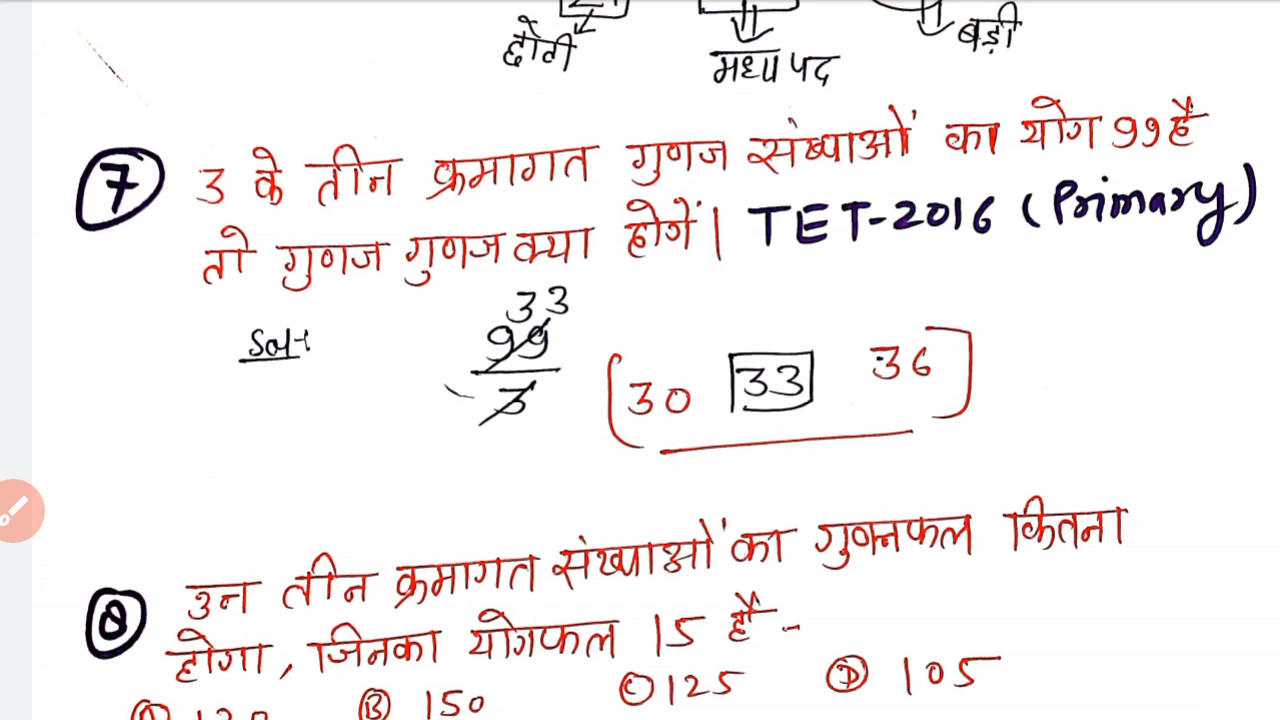 छोटी मध्य पद बड़ी
7 3 के तीन क्रमागत गुणज संख्याओं का योग 99 है
तो गुणज गुणज क्या होगें। TET-2016 (Primary)
33
Sol- 99
3
(30 33 36]
8 उन तीन क्रमागत संख्याओं का गुणनफल कितना
होगा, जिनका योगफल 15 है -
(B) 150 (C) 125 (D) 105